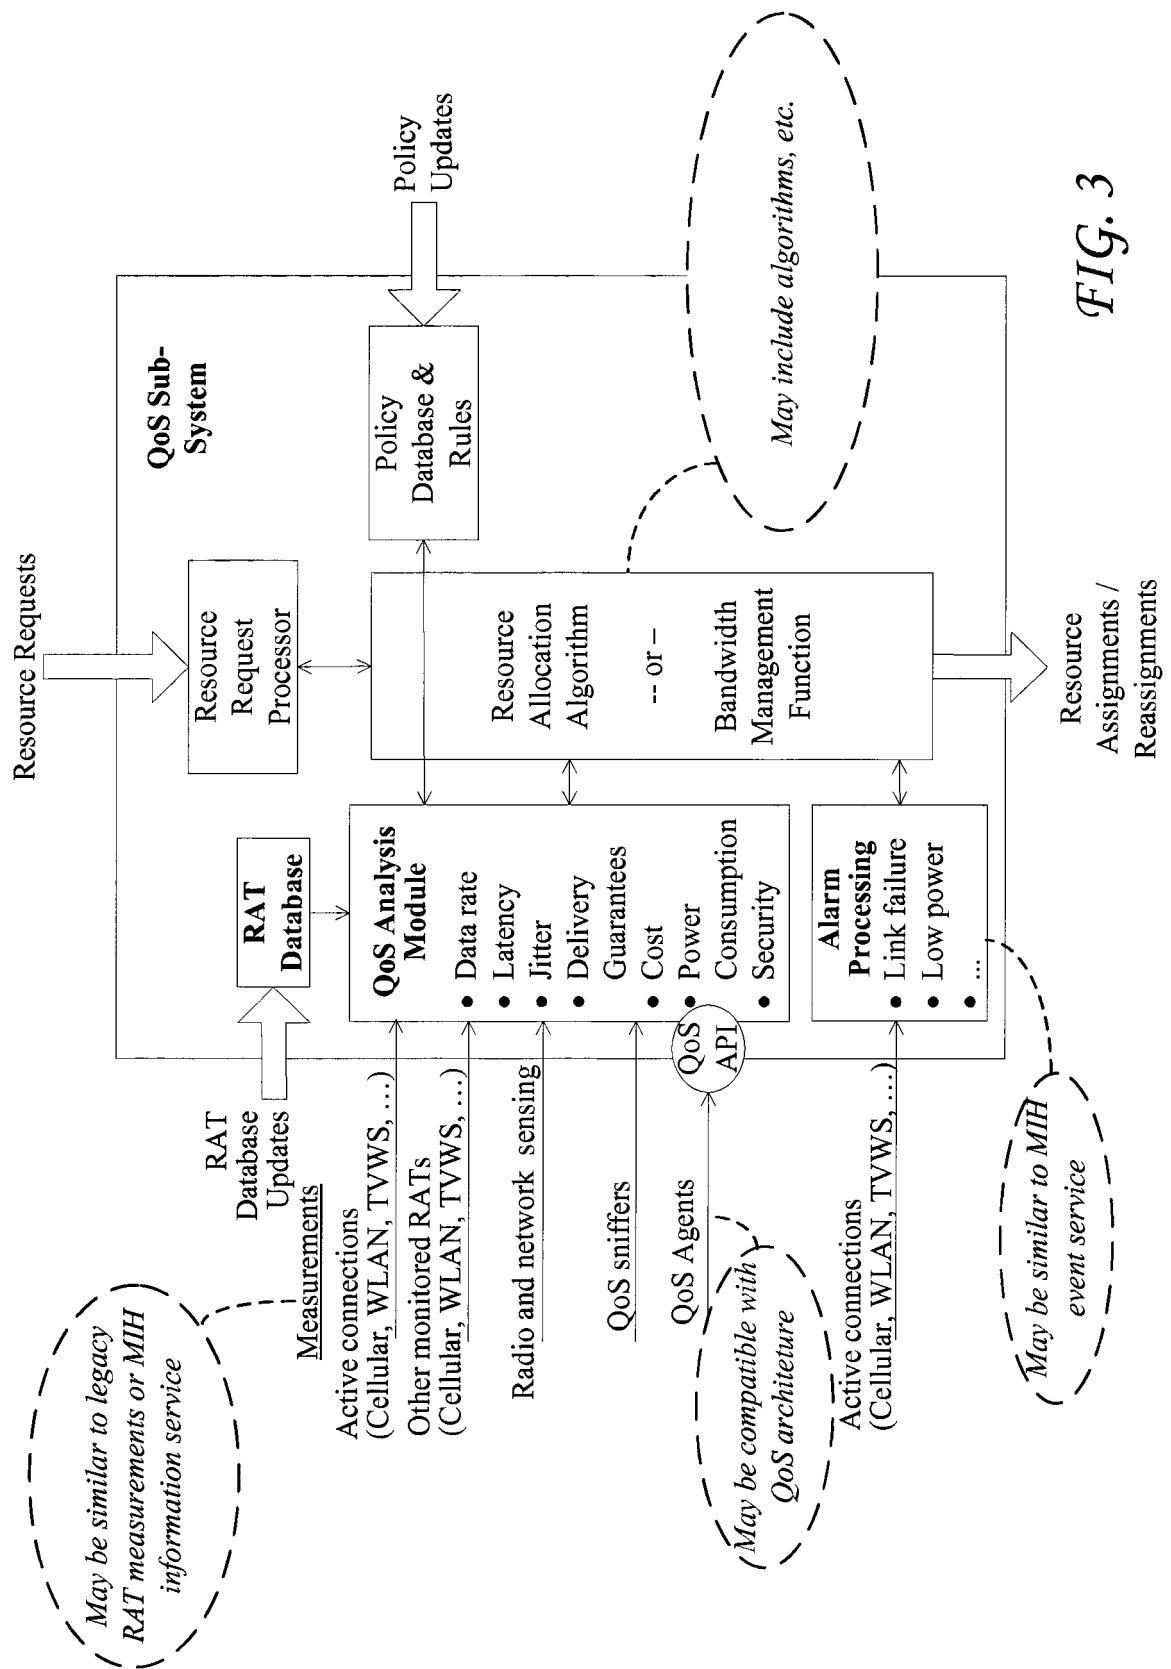 May be similar to legacy
RAT measurements or MIH
information service
Measurements
RAT
Database
Updates
Active connections
(Cellular, WLAN, TVWS, …)
Other monitored RATs
(Cellular, WLAN, TVWS, …)
Radio and network sensing
QoS sniffers
QoS Agents
May be compatible with
QoS architeture
Active connections
(Cellular, WLAN, TVWS, …)
May be similar to MIH
event service
RAT
Database
QoS Analysis
Module
• Data rate
• Latency
• Jitter
• Delivery
Guarantees
• Cost
• Power
Consumption
• Security
QoS
API
Alarm
Processing
• Link failure
• Low power
• ...
Resource Requests
Resource
Request
Processor
Resource
Allocation
Algorithm
-- or –
Bandwidth
Management
Function
Resource
Assignments /
Reassignments
QoS Sub-
System
Policy
Database &
Rules
Policy
Updates
May include algorithms, etc.
FIG. 3